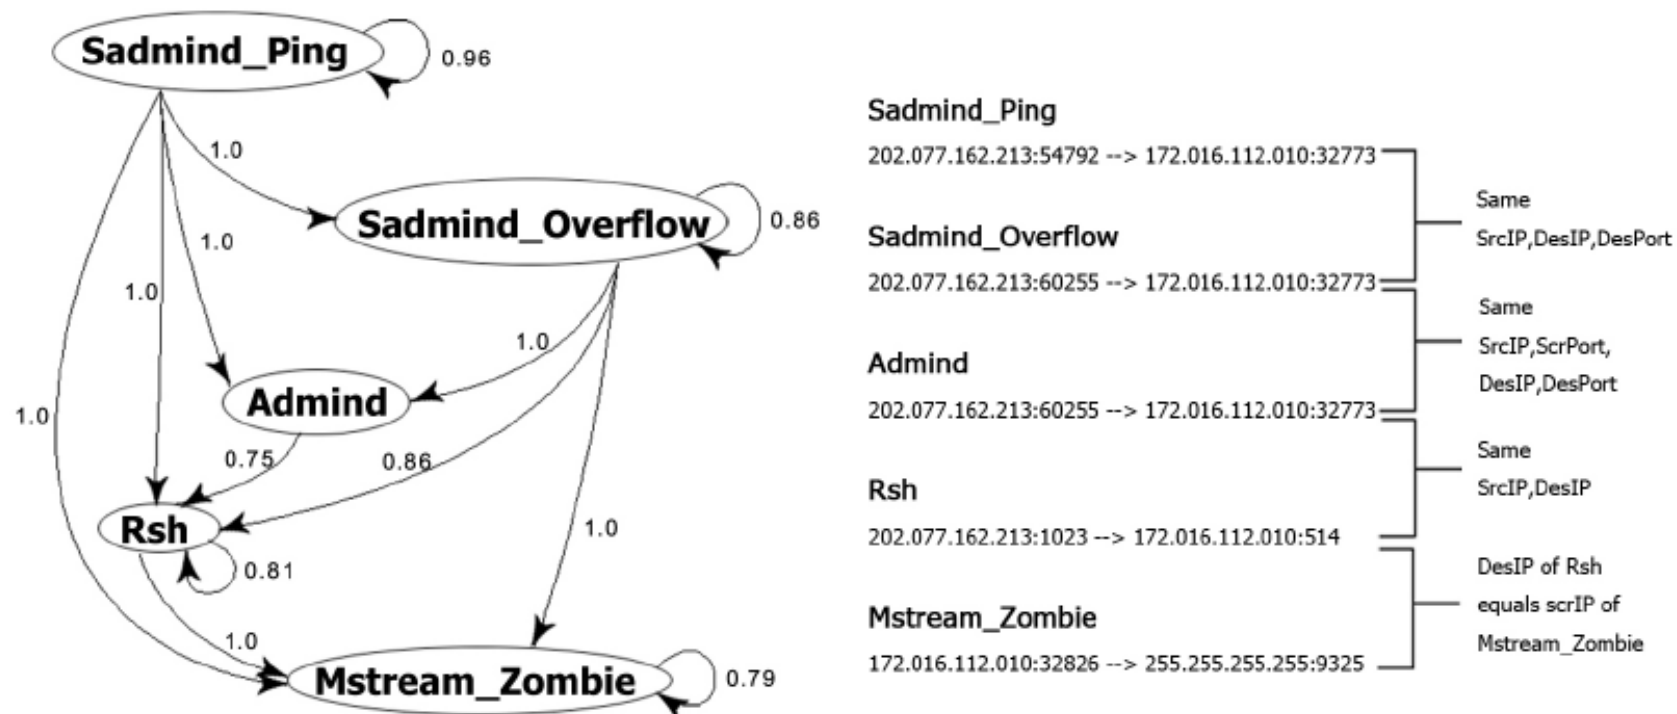 Sadmind_Ping
0.96
1.0
Sadmind_Overflow
0.86
1.0
1.0
1.0
Admind
1.0
0.75
0.86
Rsh
1.0
0.81
1.0
Mstream_Zombie
0.79
Sadmind_Ping
202.077.162.213:54792 --> 172.016.112.010:32773
Same
SrcIP,DesIP,DesPort
Sadmind_Overflow
202.077.162.213:60255 --> 172.016.112.010:32773
Same
SrcIP,ScrPort,
DesIP,DesPort
Admind
202.077.162.213:60255 --> 172.016.112.010:32773
Same
SrcIP,DesIP
Rsh
202.077.162.213:1023 --> 172.016.112.010:514
DesIP of Rsh
equals scrIP of
Mstream_Zombie
Mstream_Zombie
172.016.112.010:32826 --> 255.255.255.255:9325